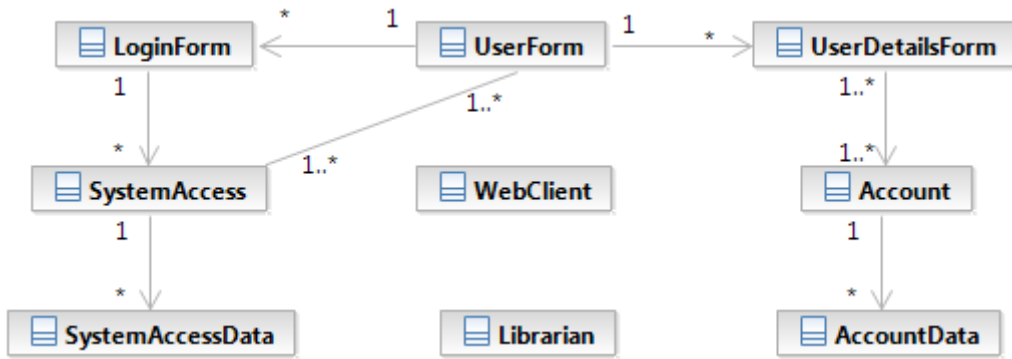 * 1 1 *
LoginForm UserForm UserDetailsForm
1 1..* 1..*
* 1..* 1..*
SystemAccess WebClient Account
1 1
* *
SystemAccessData Librarian AccountData